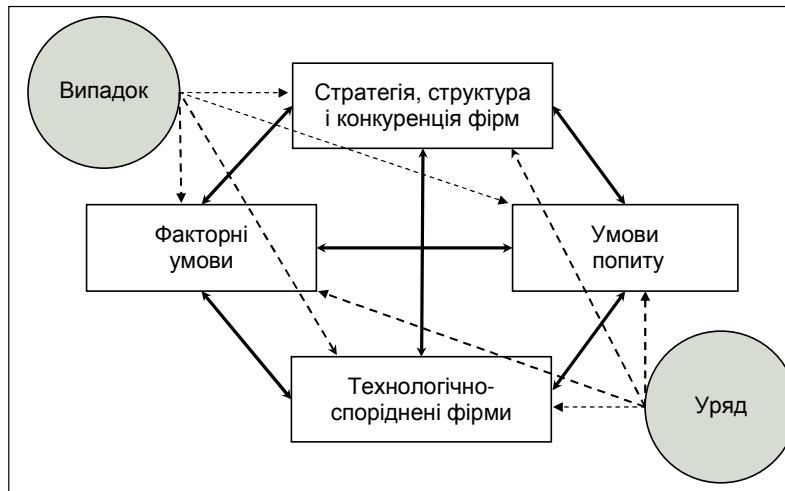 Випадок
Стратегія, структура
і конкуренція фірм
Факторні
умови
Умови
попиту
Технологічно-
споріднені фірми
Уряд